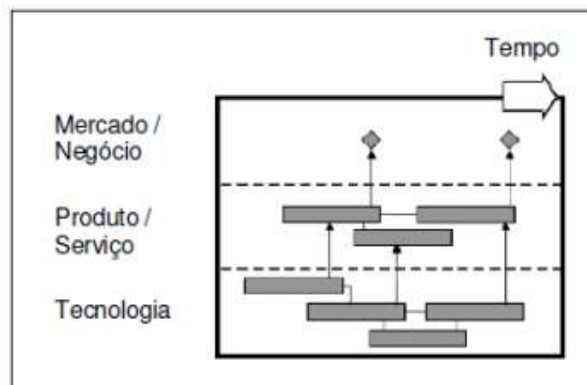 Tempo
Mercado /
Negócio
Produto /
Serviço
Tecnologia